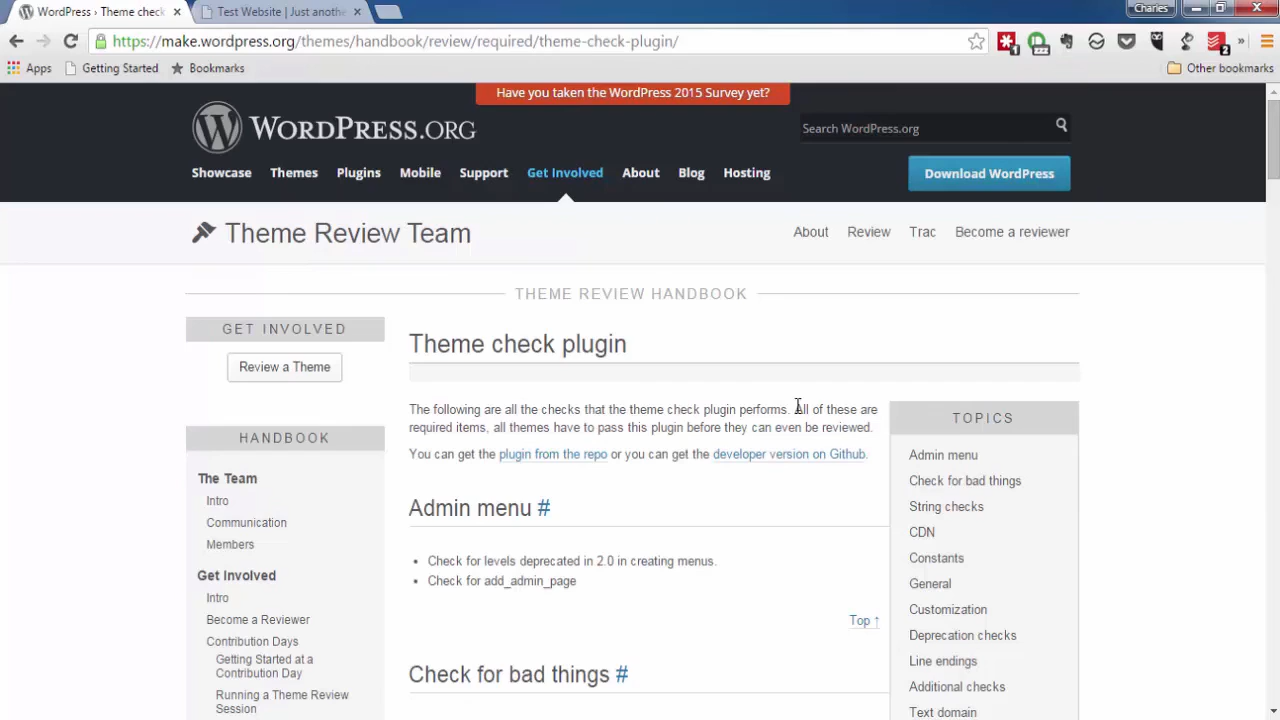 WordPress › Theme check
Test Website | Just anoth
Charles
https://make.wordpress.org/themes/handbook/review/required/theme-check-plugin/
Apps
Getting Started
Bookmarks
Other bookmarks
Have you taken the WordPress 2015 Survey yet?
WORDPRESS.ORG
Search WordPress.org
Showcase Themes Plugins Mobile Support Get Involved About Blog Hosting
Download WordPress
Theme Review Team
About Review Trac Become a reviewer
THEME REVIEW HANDBOOK
GET INVOLVED
Review a Theme
HANDBOOK
The Team
Intro
Communication
Members
Get Involved
Intro
Become a Reviewer
Contribution Days
Getting Started at a
Contribution Day
Running a Theme Review
Session
Theme check plugin
The following are all the checks that the theme check plugin performs. All of these are
required items, all themes have to pass this plugin before they can even be reviewed.
You can get the plugin from the repo or you can get the developer version on Github.
Admin menu #
Check for levels deprecated in 2.0 in creating menus.
Check for add_admin_page
Top ↑
Check for bad things #
TOPICS
Admin menu
Check for bad things
String checks
CDN
Constants
General
Customization
Deprecation checks
Line endings
Additional checks
Text domain